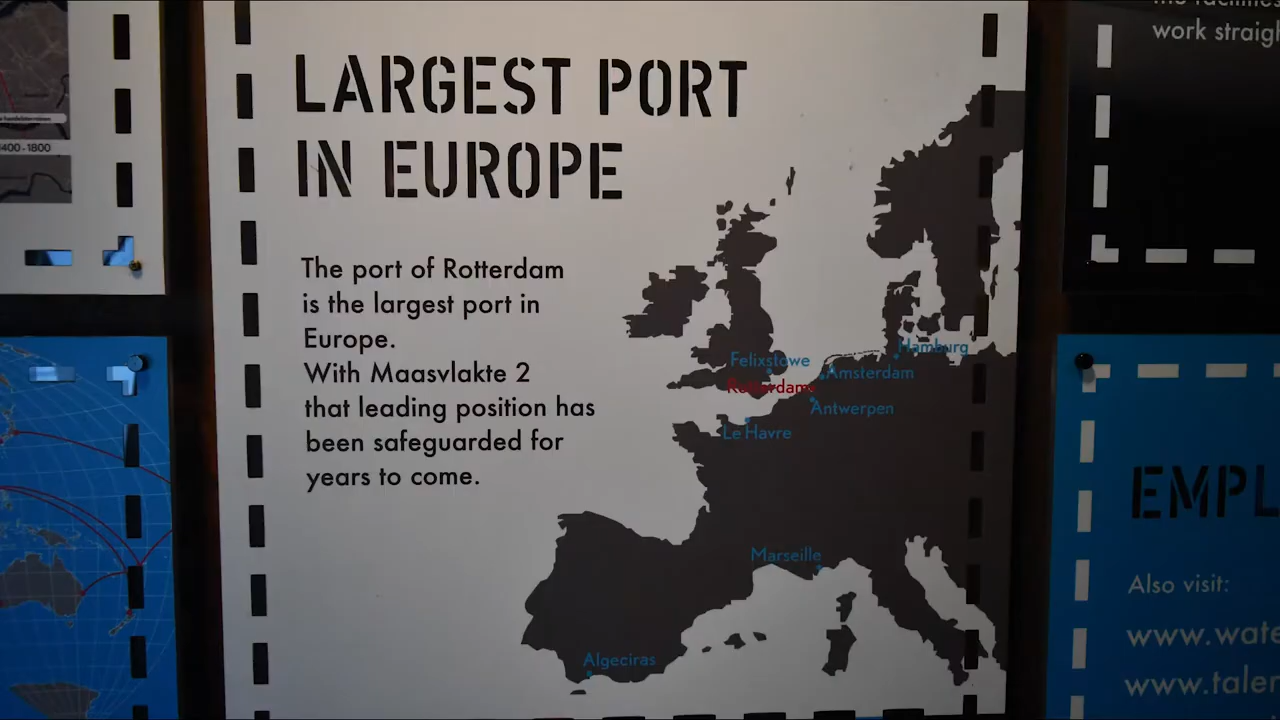 1400 - 1800
LARGEST PORT
IN EUROPE
The port of Rotterdam
is the largest port in
Europe.
With Maasvlakte 2
that leading position has
been safeguarded for
years to come.
Hamburg
Felixstowe
Amsterdam
Rotterdam
Antwerpen
Le Havre
Marseille
Algeciras
work straigh
EMPL
Also visit:
www.wate
www.talen